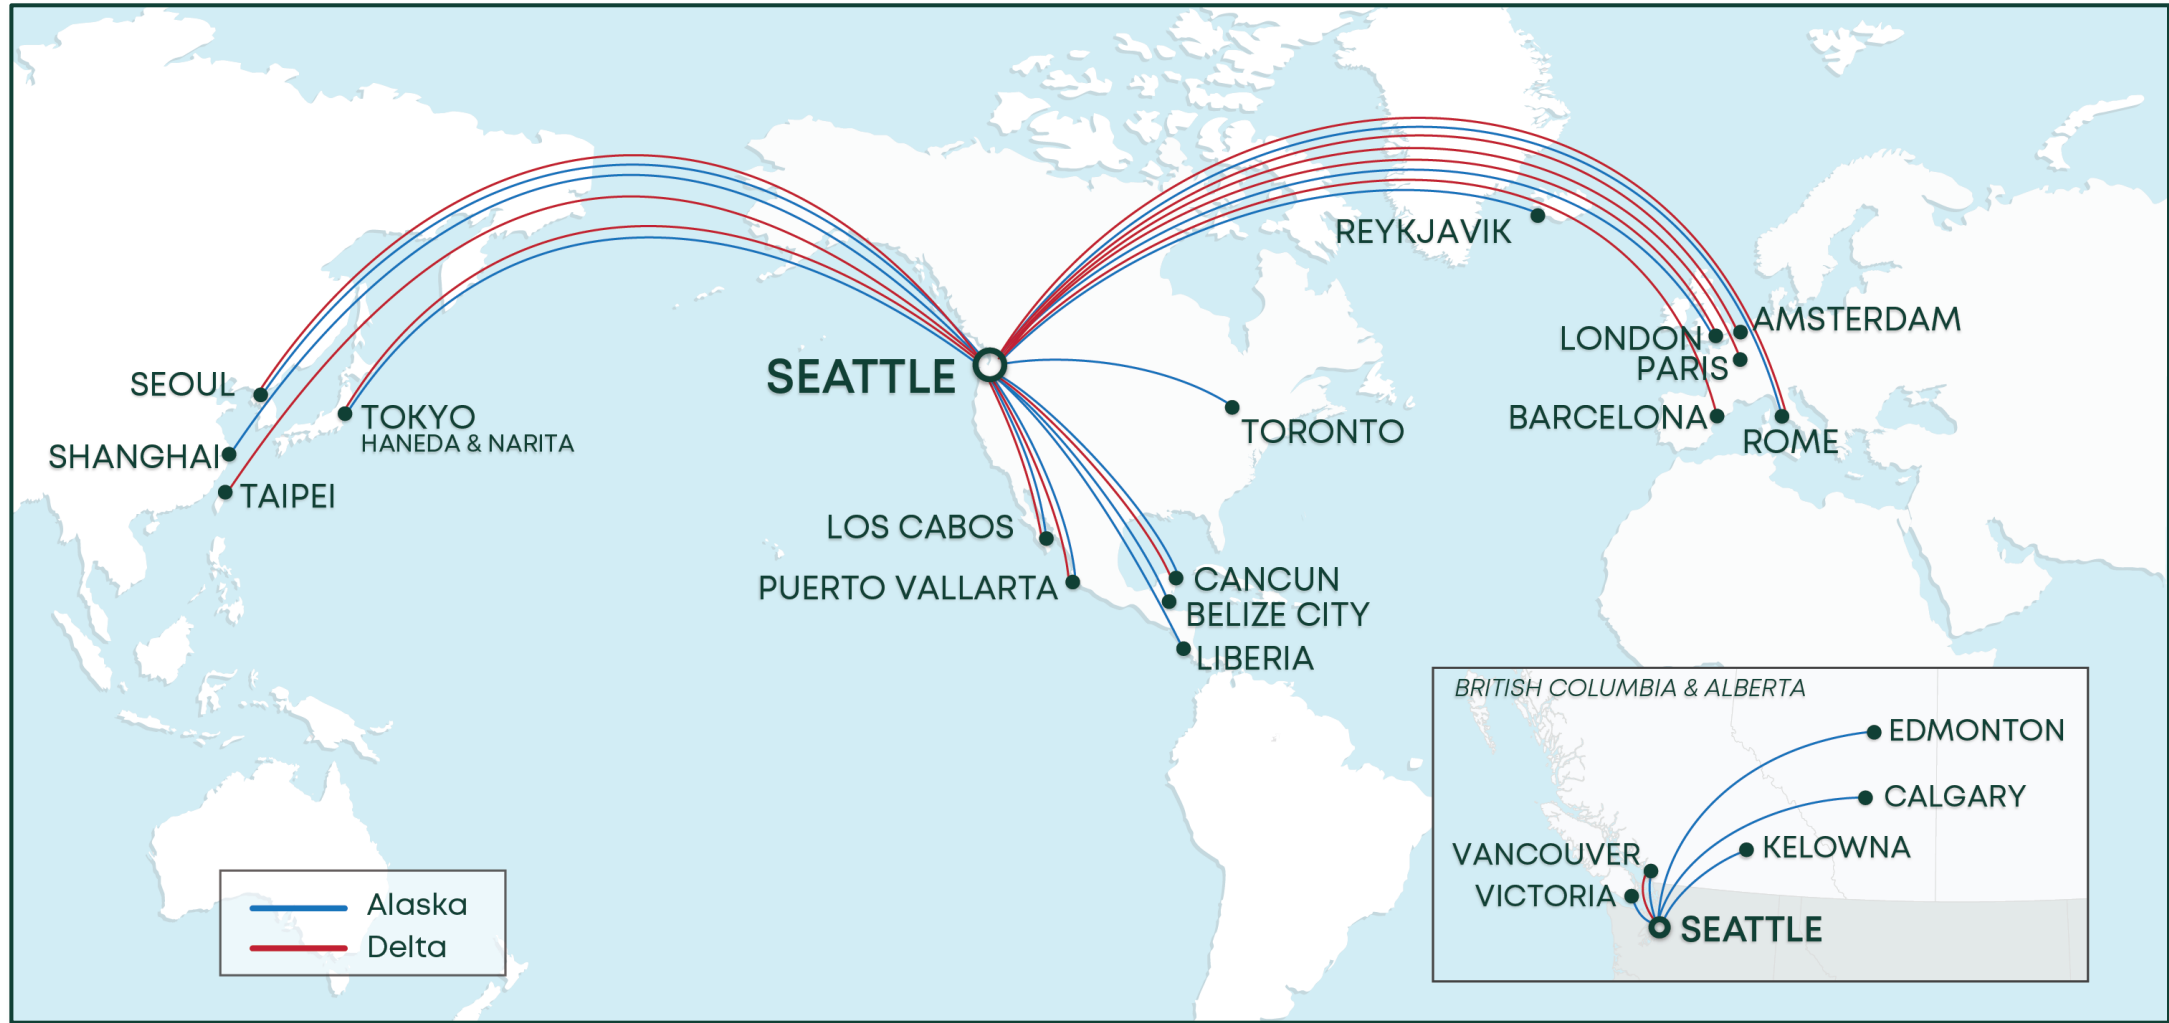 REYKJAVIK
AMSTERDAM
LONDON
PARIS
SEATTLE
SEOUL
TOKYO
HANEDA & NARITA
BARCELONA
TORONTO
ROME
SHANGHAI
TAIPEI
LOS CABOS
PUERTO VALLARTA
CANCUN
BELIZE CITY
LIBERIA
BRITISH COLUMBIA & ALBERTA
EDMONTON
CALGARY
KELOWNA
VANCOUVER
VICTORIA
SEATTLE
Alaska
Delta